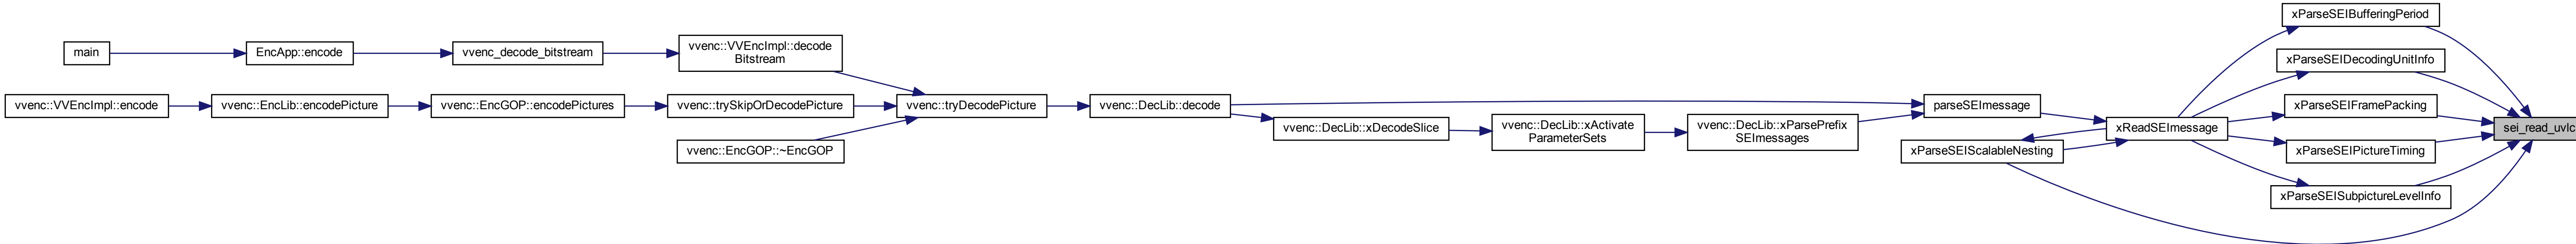 main
EncApp::encode
vvenc_decode_bitstream
vvenc::VVEncImpl::decode
Bitstream
vvenc::VVEncImpl::encode
vvenc::EncLib::encodePicture
vvenc::EncGOP::encodePictures
vvenc::trySkipOrDecodePicture
vvenc::EncGOP::~EncGOP
vvenc::tryDecodePicture
vvenc::DecLib::decode
vvenc::DecLib::xDecodeSlice
vvenc::DecLib::xActivate
ParameterSets
vvenc::DecLib::xParsePrefix
SEImessages
parseSEImessage
xParseSEIScalableNesting
xReadSEImessage
xParseSEIBufferingPeriod
xParseSEIDecodingUnitInfo
xParseSEIFramePacking
xParseSEIPictureTiming
xParseSEISubpictureLevelInfo
sei_read_uvlc